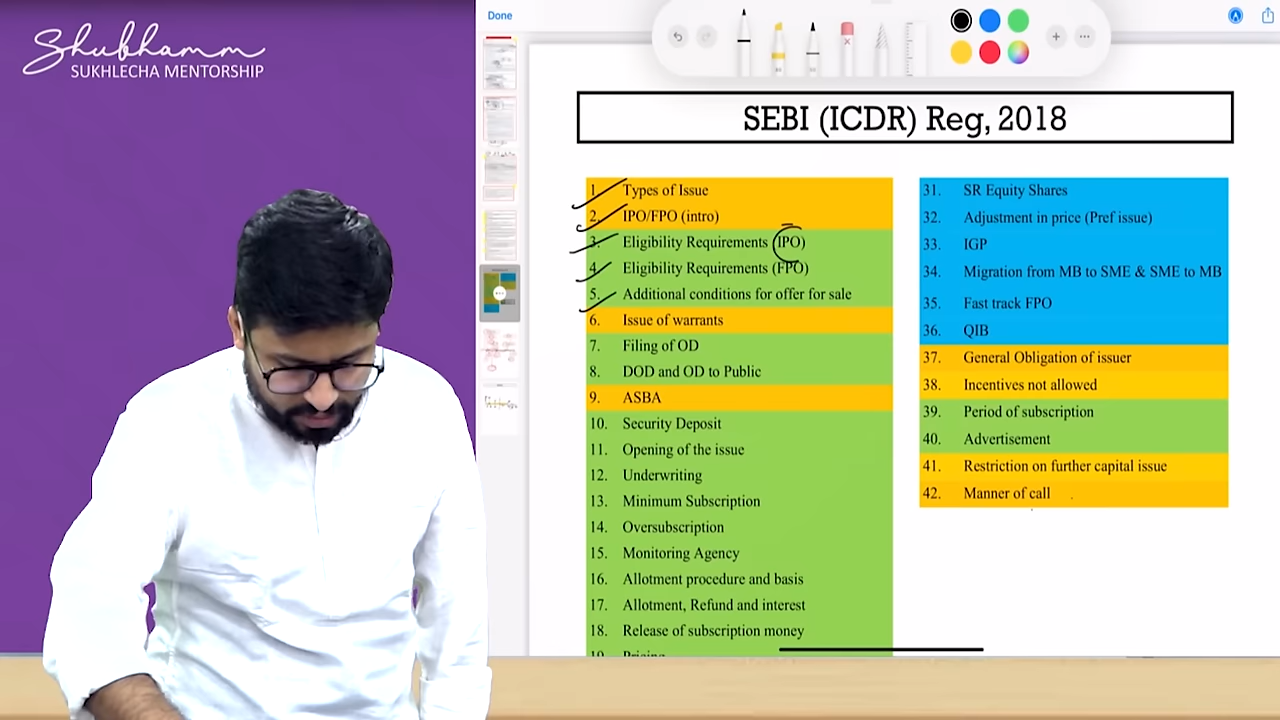 Shubhamm
SUKHLECHA MENTORSHIP
Done
SEBI (ICDR) Reg, 2018
1. Types of Issue
2. IPO/FPO (intro)
3. Eligibility Requirements (IPO)
4. Eligibility Requirements (FPO)
5. Additional conditions for offer for sale
6. Issue of warrants
7. Filing of OD
8. DOD and OD to Public
9. ASBA
10. Security Deposit
11. Opening of the issue
12. Underwriting
13. Minimum Subscription
14. Oversubscription
15. Monitoring Agency
16. Allotment procedure and basis
17. Allotment, Refund and interest
18. Release of subscription money
19. Pricing
31. SR Equity Shares
32. Adjustment in price (Pref issue)
33. IGP
34. Migration from MB to SME & SME to MB
35. Fast track FPO
36. QIB
37. General Obligation of issuer
38. Incentives not allowed
39. Period of subscription
40. Advertisement
41. Restriction on further capital issue
42. Manner of call